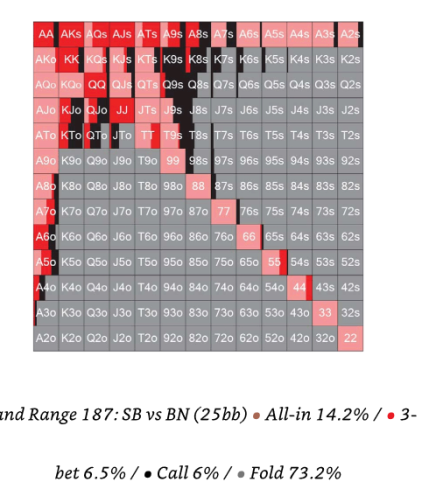 AA AKs AQs AJs ATs A9s A8s A7s A6s A5s A4s A3s A2s
AKo KK KQs KJs KTs K9s K8s K7s K6s K5s K4s K3s K2s
AQo KQo QQ QJs QTs Q9s Q8s Q7s Q6s Q5s Q4s Q3s Q2s
AJo KJo QJo JJ JTs J9s J8s J7s J6s J5s J4s J3s J2s
ATo KTo QTo JTo TT T9s T8s T7s T6s T5s T4s T3s T2s
A9o K9o Q9o J9o T9o 99 98s 97s 96s 95s 94s 93s 92s
A8o K8o Q8o J8o T8o 98o 88 87s 86s 85s 84s 83s 82s
A7o K7o Q7o J7o T7o 97o 87o 77 76s 75s 74s 73s 72s
A6o K6o Q6o J6o T6o 96o 86o 76o 66 65s 64s 63s 62s
A5o K5o Q5o J5o T5o 95o 85o 75o 65o 55 54s 53s 52s
A4o K4o Q4o J4o T4o 94o 84o 74o 64o 54o 44 43s 42s
A3o K3o Q3o J3o T3o 93o 83o 73o 63o 53o 43o 33 32s
A2o K2o Q2o J2o T2o 92o 82o 72o 62o 52o 42o 32o 22
and Range 187: SB vs BN (25bb) • All-in 14.2% / • 3-
bet 6.5% / • Call 6% / • Fold 73.2%